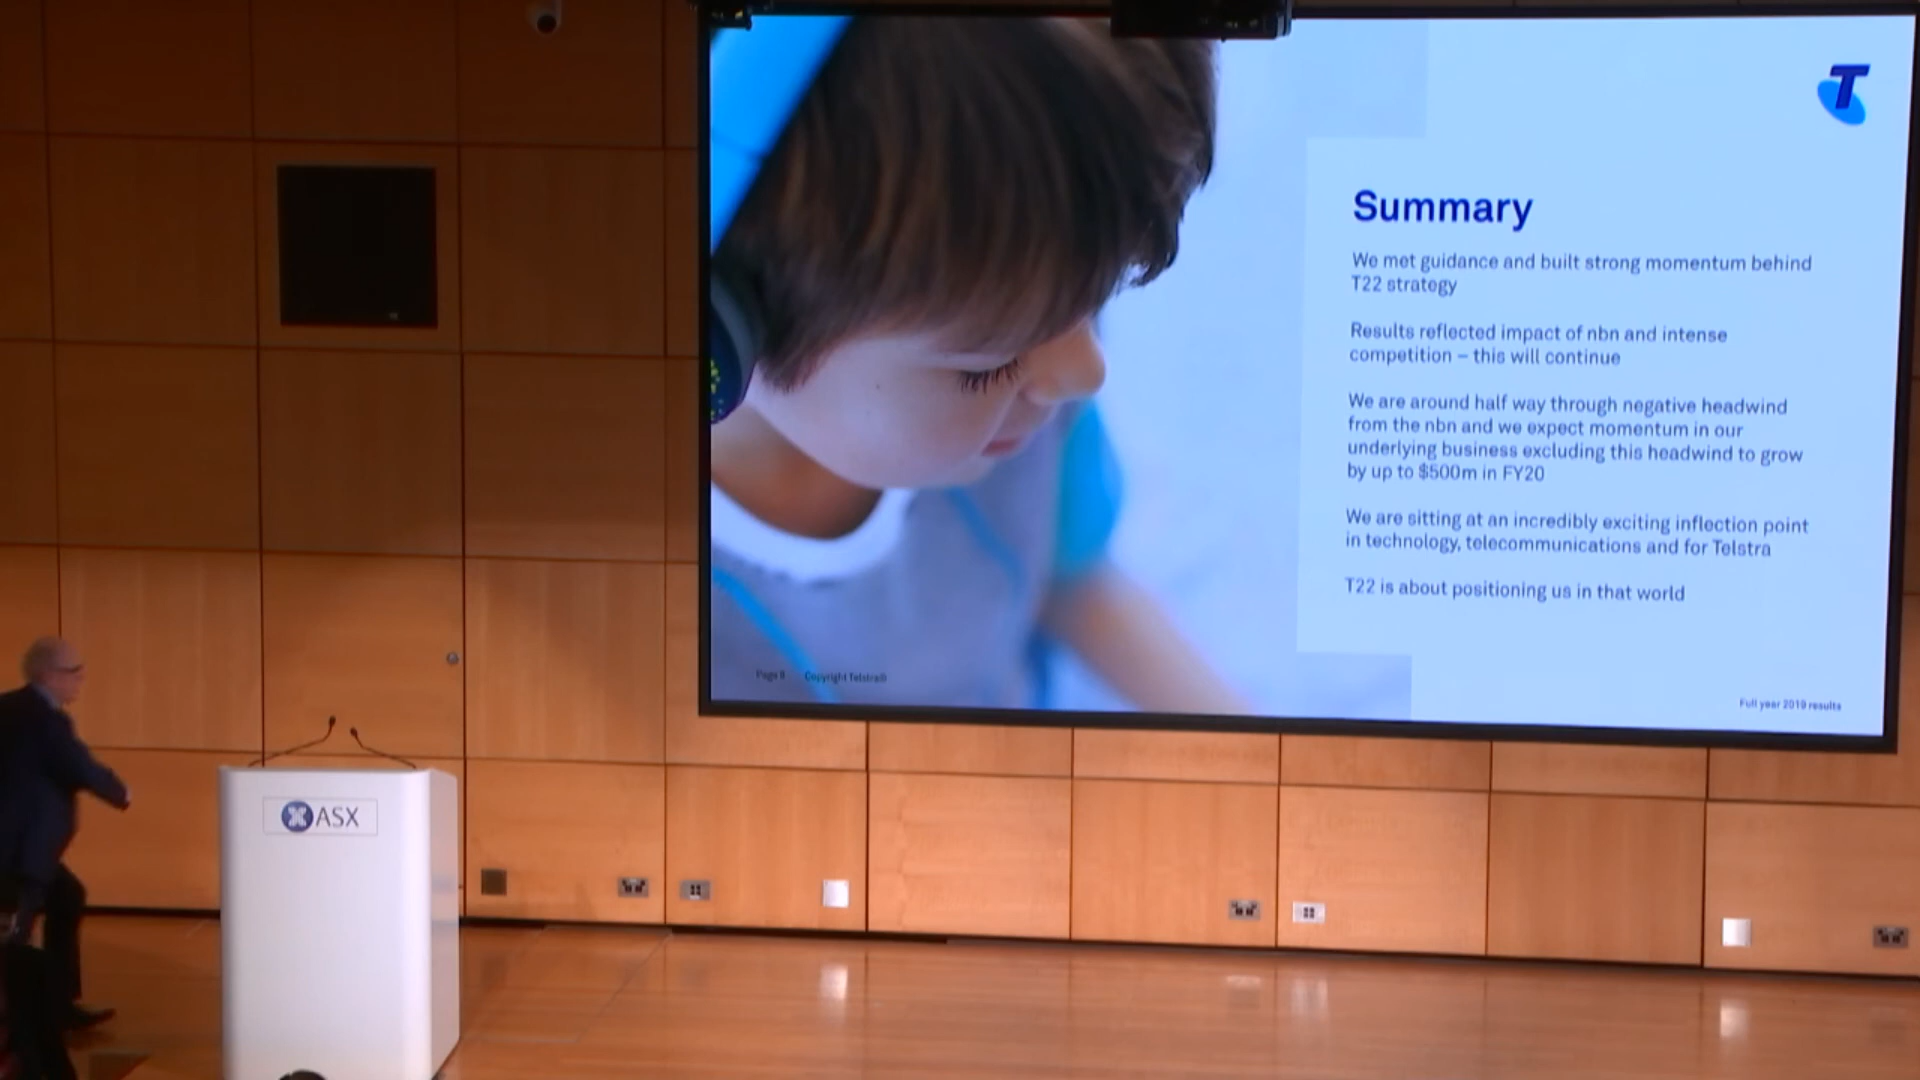 T
Summary
We met guidance and built strong momentum behind
T22 strategy
Results reflected impact of nbn and intense
competition – this will continue
We are around half way through negative headwind
from the nbn and we expect momentum in our
underlying business excluding this headwind to grow
by up to $500m in FY20
We are sitting at an incredibly exciting inflection point
in technology, telecommunications and for Telstra
T22 is about positioning us in that world
Page 8 Copyright Telstra©
Full year 2019 results
ASX